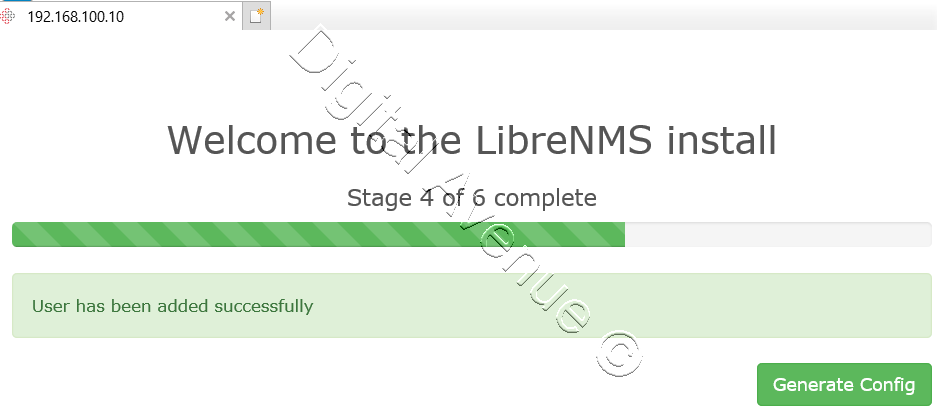 192.168.100.10
Welcome to the LibreNMS install
Stage 4 of 6 complete
User has been added successfully
Generate Config
Digital Avenue ©